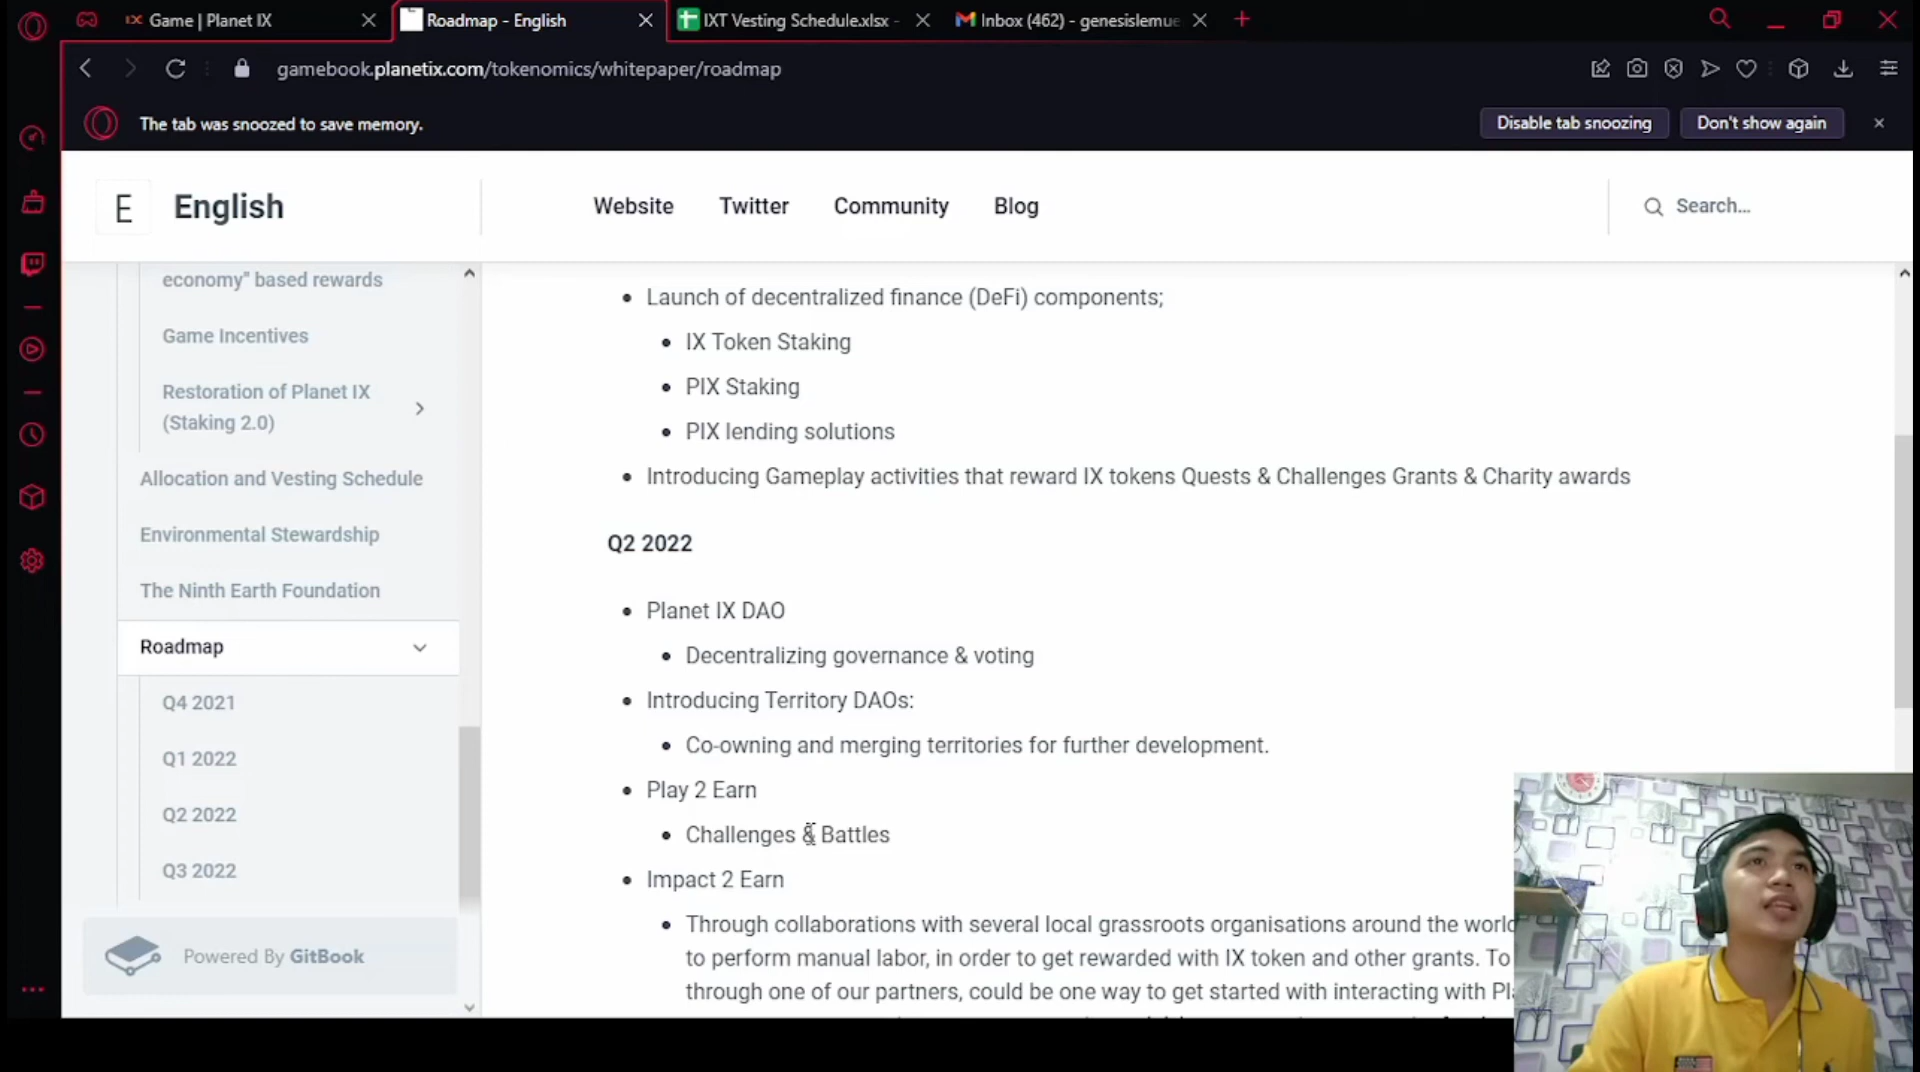 Game | Planet IX
Roadmap - English
IXT Vesting Schedule.xlsx -
Inbox (462) - genesislemue
gamebook.planetix.com/tokenomics/whitepaper/roadmap
The tab was snoozed to save memory.
Disable tab snoozing
Don't show again
E
English
Website
Twitter
Community
Blog
Search...
economy" based rewards
Game Incentives
Restoration of Planet IX
(Staking 2.0)
Allocation and Vesting Schedule
Environmental Stewardship
The Ninth Earth Foundation
Roadmap
Q4 2021
Q1 2022
Q2 2022
Q3 2022
Powered By GitBook
Launch of decentralized finance (DeFi) components;
IX Token Staking
PIX Staking
PIX lending solutions
Introducing Gameplay activities that reward IX tokens Quests & Challenges Grants & Charity awards
Q2 2022
Planet IX DAO
Decentralizing governance & voting
Introducing Territory DAOs:
Co-owning and merging territories for further development.
Play 2 Earn
Challenges & Battles
Impact 2 Earn
Through collaborations with several local grassroots organisations around the world
to perform manual labor, in order to get rewarded with IX token and other grants. To
through one of our partners, could be one way to get started with interacting with Pl